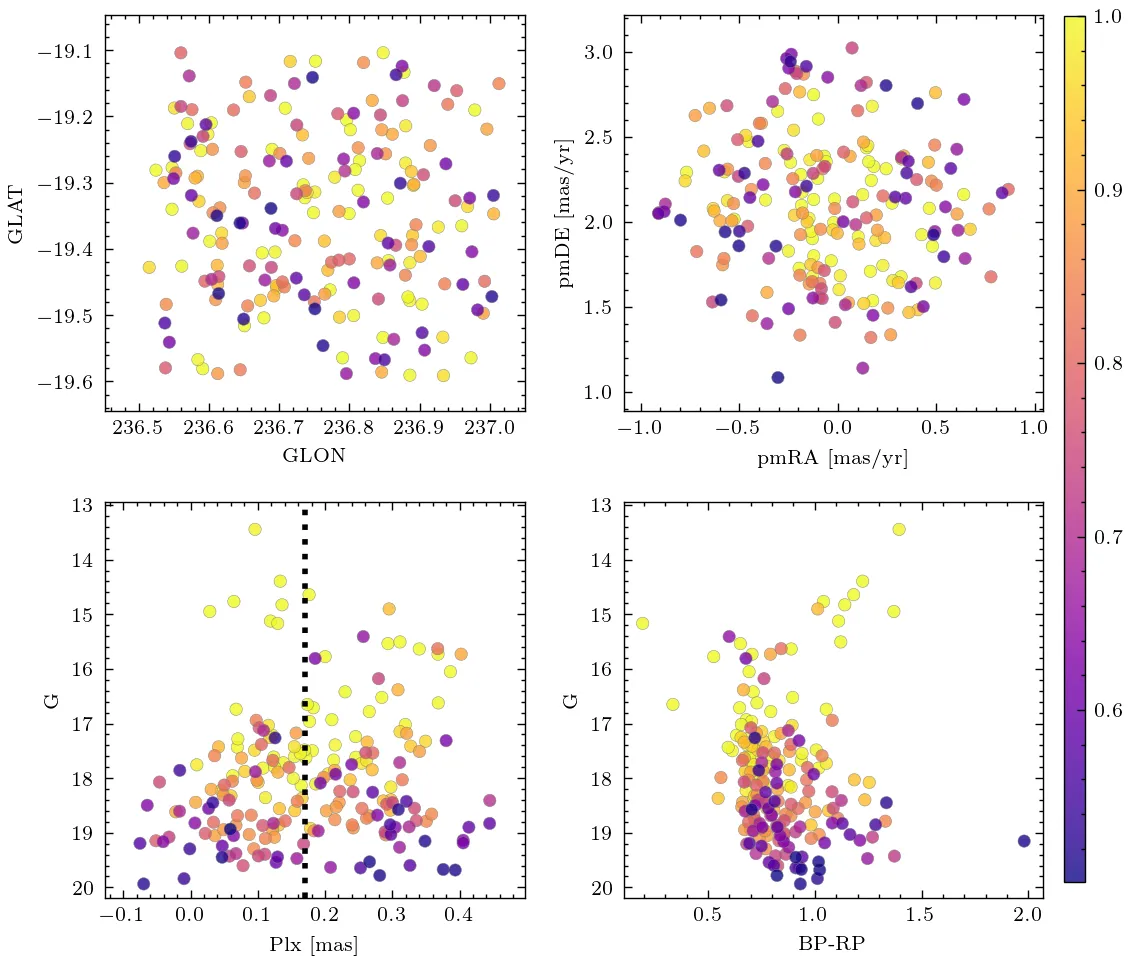 −19.1
−19.2
−19.3
−19.4
−19.5
−19.6
GLAT
236.5 236.6 236.7 236.8 236.9 237.0
GLON
3.0
2.5
2.0
1.5
1.0
pmDE [mas/yr]
−1.0 −0.5 0.0 0.5 1.0
pmRA [mas/yr]
1.0
0.9
0.8
0.7
0.6
13
14
15
16
17
18
19
20
G
−0.1 0.0 0.1 0.2 0.3 0.4
Plx [mas]
13
14
15
16
17
18
19
20
G
0.5 1.0 1.5 2.0
BP-RP